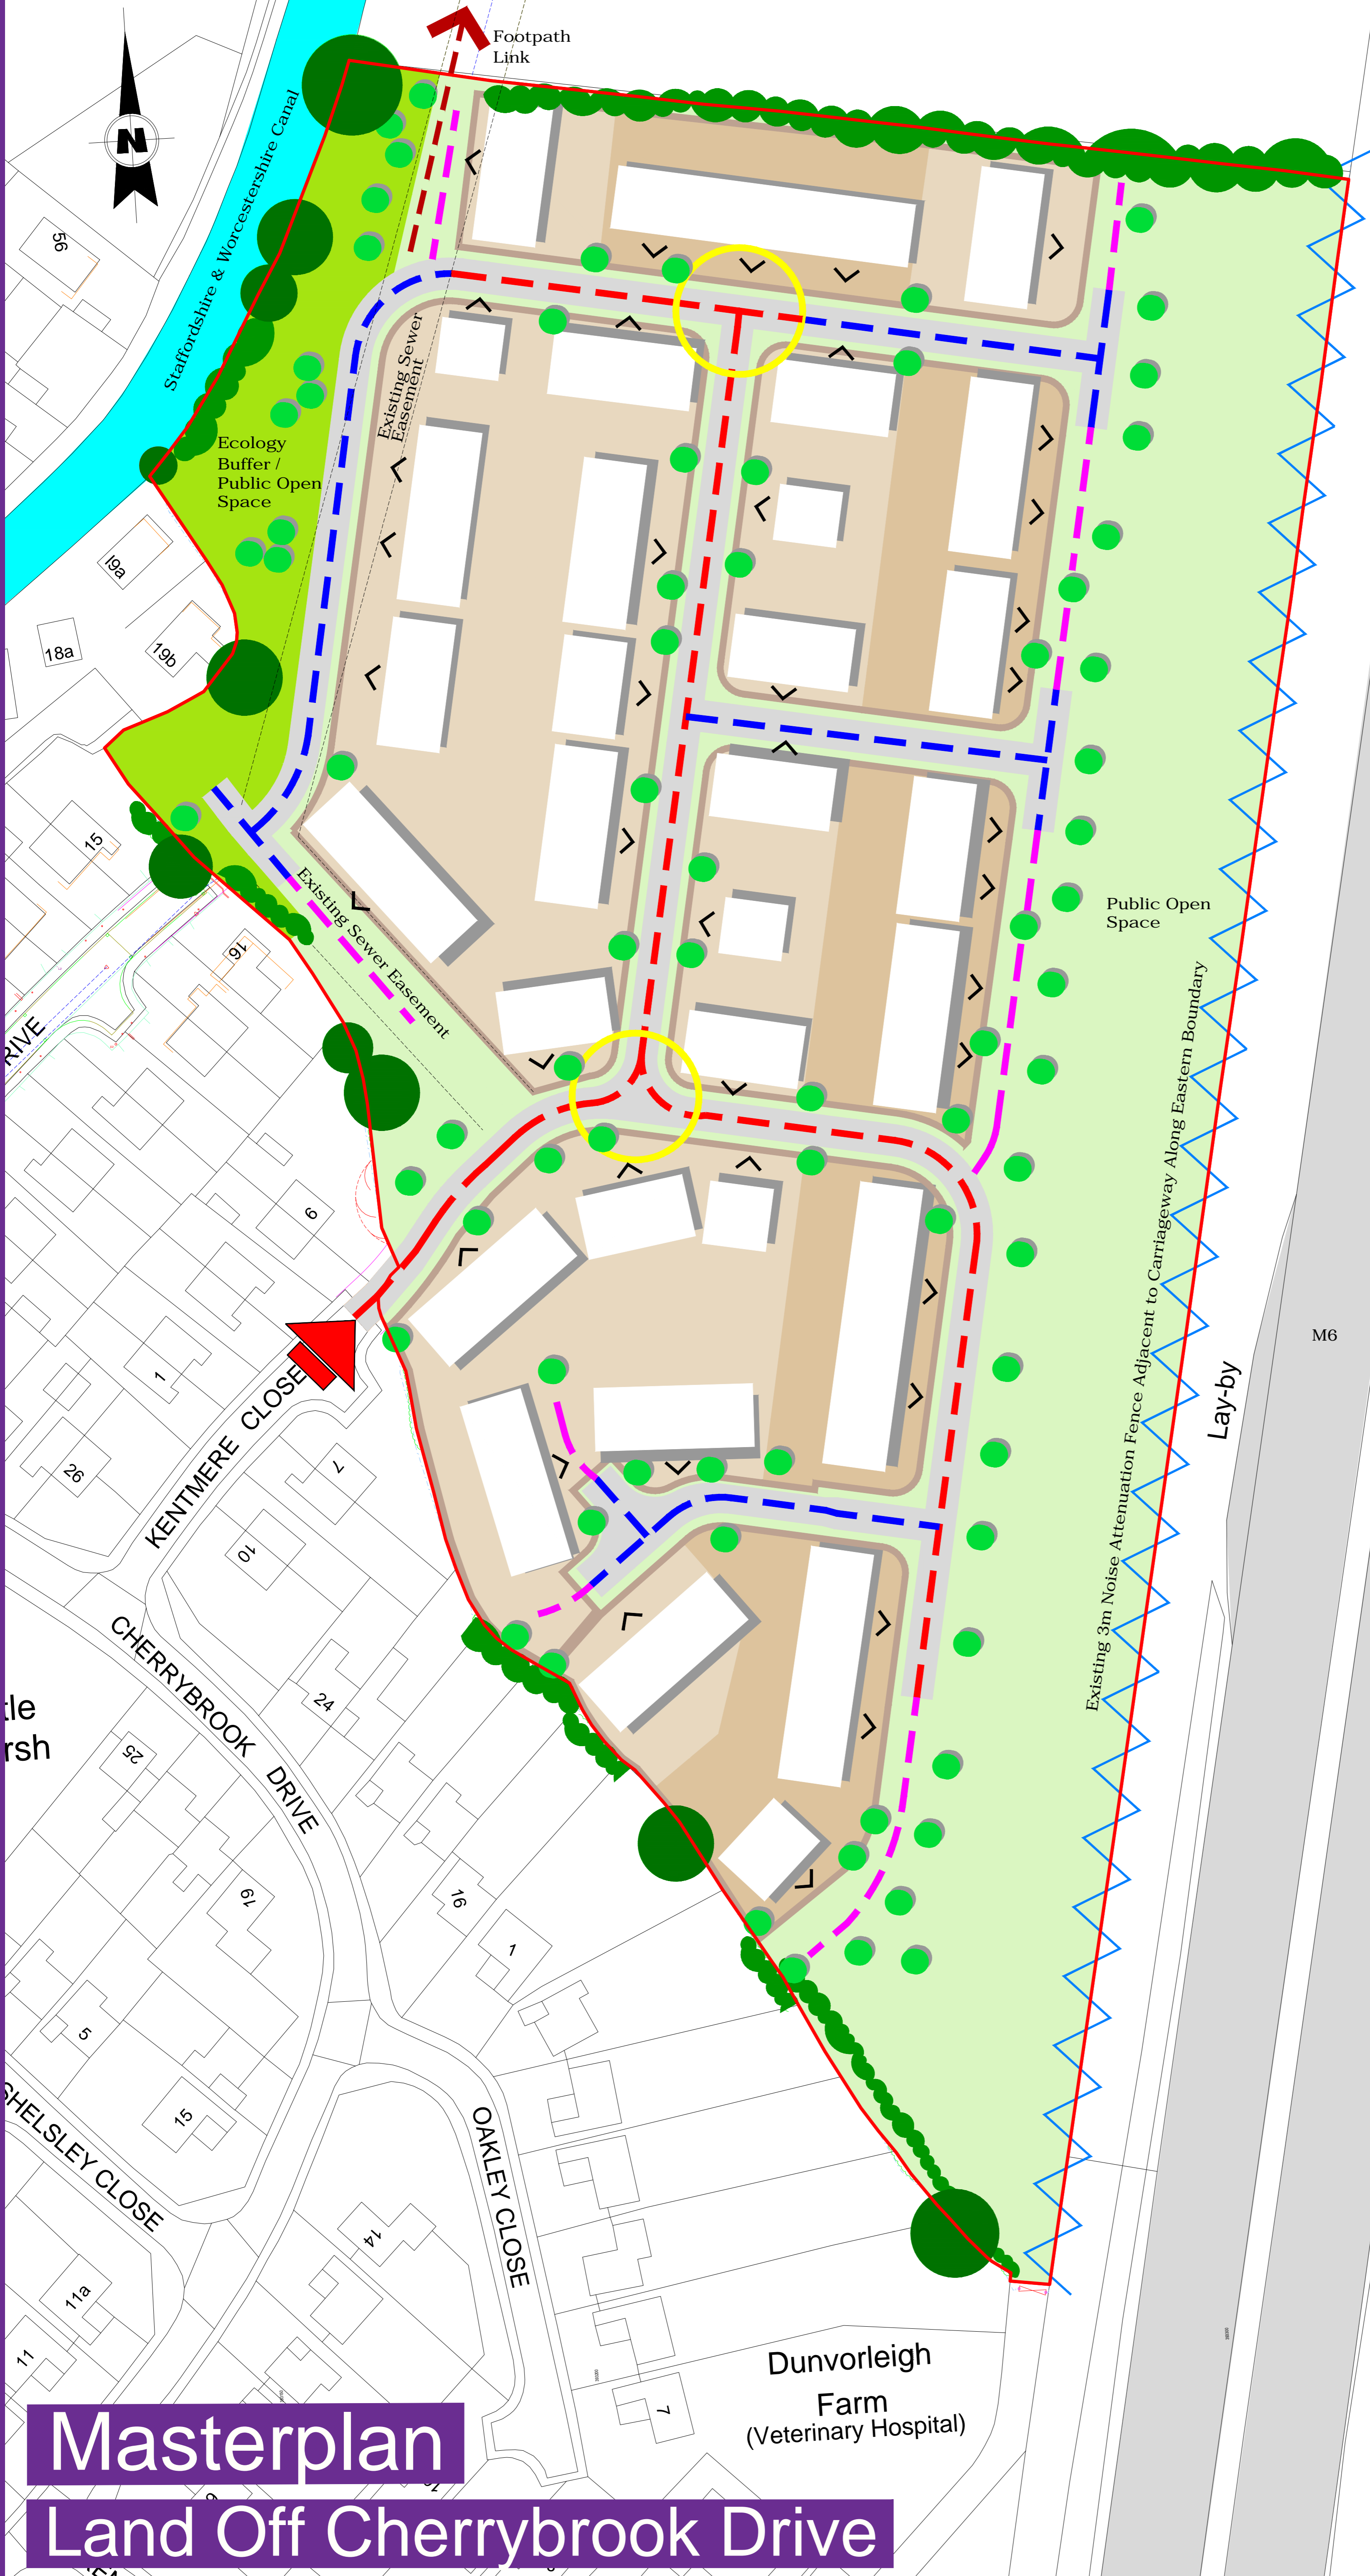 Footpath
Link
N
Staffordshire & Worcestershire Canal
56
Existing Sewer
Easement
Ecology
Buffer /
Public Open
Space
19a
18a
19b
15
Existing Sewer Easement
16
Public Open
Space
RIVE
Existing 3m Noise Attenuation Fence Adjacent to Carriageway Along Eastern Boundary
6
M6
1
KENTMERE CLOSE
Lay-by
26
7
10
CHERRYBROOK DRIVE
24
tle
rsh
25
19
16
1
5
15
SHELSLEY CLOSE
OAKLEY CLOSE
14
11a
11
Dunvorleigh
Farm
(Veterinary Hospital)
7
Masterplan
Land Off Cherrybrook Drive